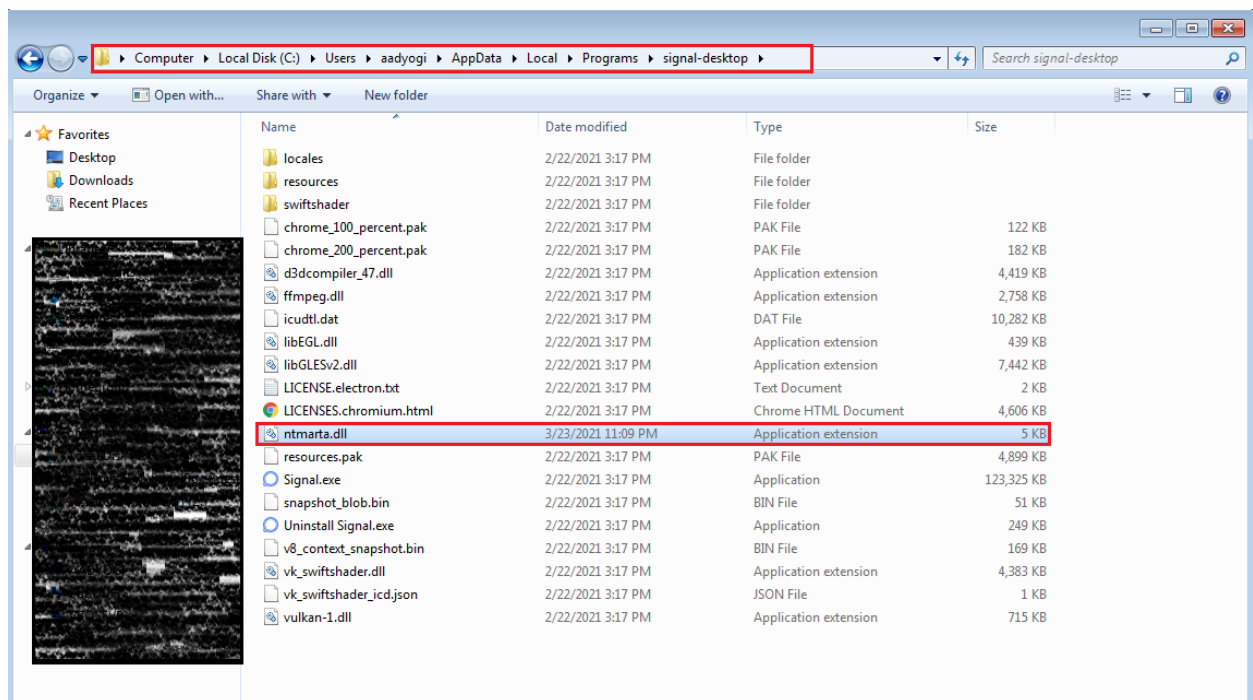 Computer Local Disk (C:) Users aadyogi AppData Local Programs signal-desktop Search signal-desktop
Organize Open with... Share with New folder
Name Date modified Type Size
Favorites
Desktop
Downloads
Recent Places
locales 2/22/2021 3:17 PM File folder
resources 2/22/2021 3:17 PM File folder
swiftshader 2/22/2021 3:17 PM File folder
chrome_100_percent.pak 2/22/2021 3:17 PM PAK File 122 KB
chrome_200_percent.pak 2/22/2021 3:17 PM PAK File 182 KB
d3dcompiler_47.dll 2/22/2021 3:17 PM Application extension 4,419 KB
ffmpeg.dll 2/22/2021 3:17 PM Application extension 2,758 KB
icudtl.dat 2/22/2021 3:17 PM DAT File 10,282 KB
libEGL.dll 2/22/2021 3:17 PM Application extension 439 KB
libGLESv2.dll 2/22/2021 3:17 PM Application extension 7,442 KB
LICENSE.electron.txt 2/22/2021 3:17 PM Text Document 2 KB
LICENSES.chromium.html 2/22/2021 3:17 PM Chrome HTML Document 4,606 KB
ntmarta.dll 3/23/2021 11:09 PM Application extension 5 KB
resources.pak 2/22/2021 3:17 PM PAK File 4,899 KB
Signal.exe 2/22/2021 3:17 PM Application 123,325 KB
snapshot_blob.bin 2/22/2021 3:17 PM BIN File 51 KB
Uninstall Signal.exe 2/22/2021 3:17 PM Application 249 KB
v8_context_snapshot.bin 2/22/2021 3:17 PM BIN File 169 KB
vk_swiftshader.dll 2/22/2021 3:17 PM Application extension 4,383 KB
vk_swiftshader_icd.json 2/22/2021 3:17 PM JSON File 1 KB
vulkan-1.dll 2/22/2021 3:17 PM Application extension 715 KB